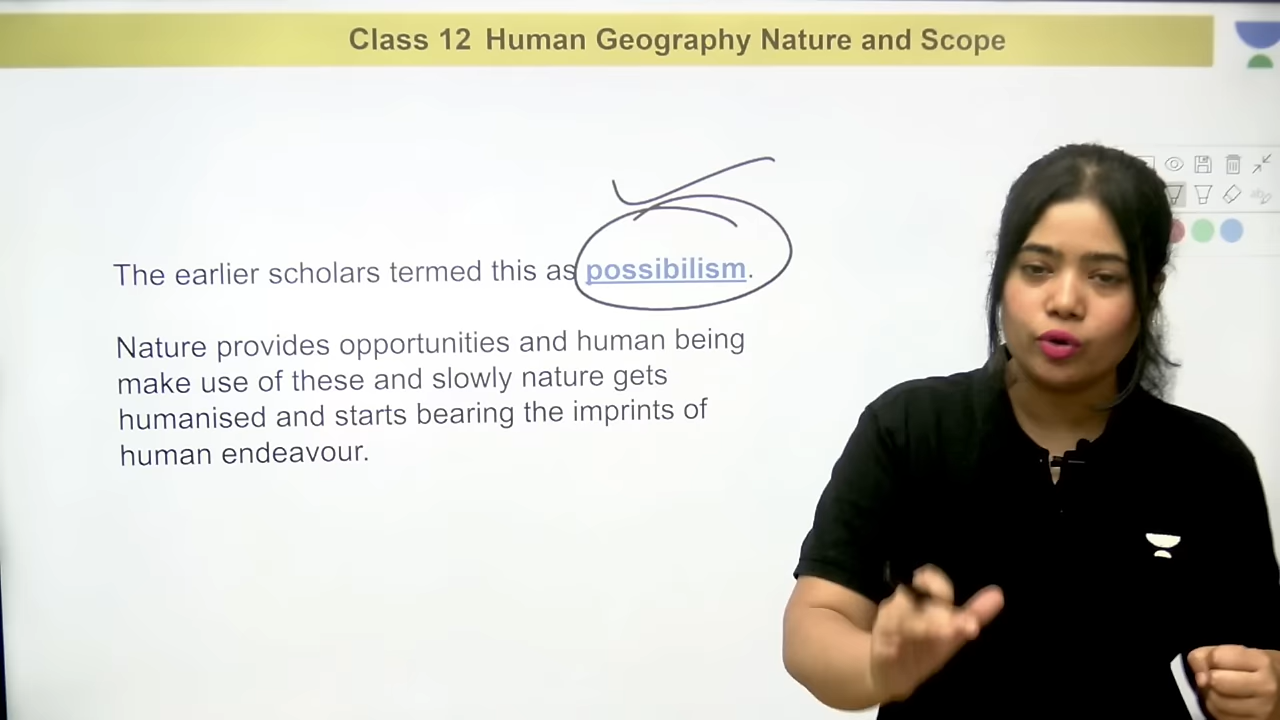 Class 12 Human Geography Nature and Scope
The earlier scholars termed this as possibilism.
Nature provides opportunities and human being
make use of these and slowly nature gets
humanised and starts bearing the imprints of
human endeavour.